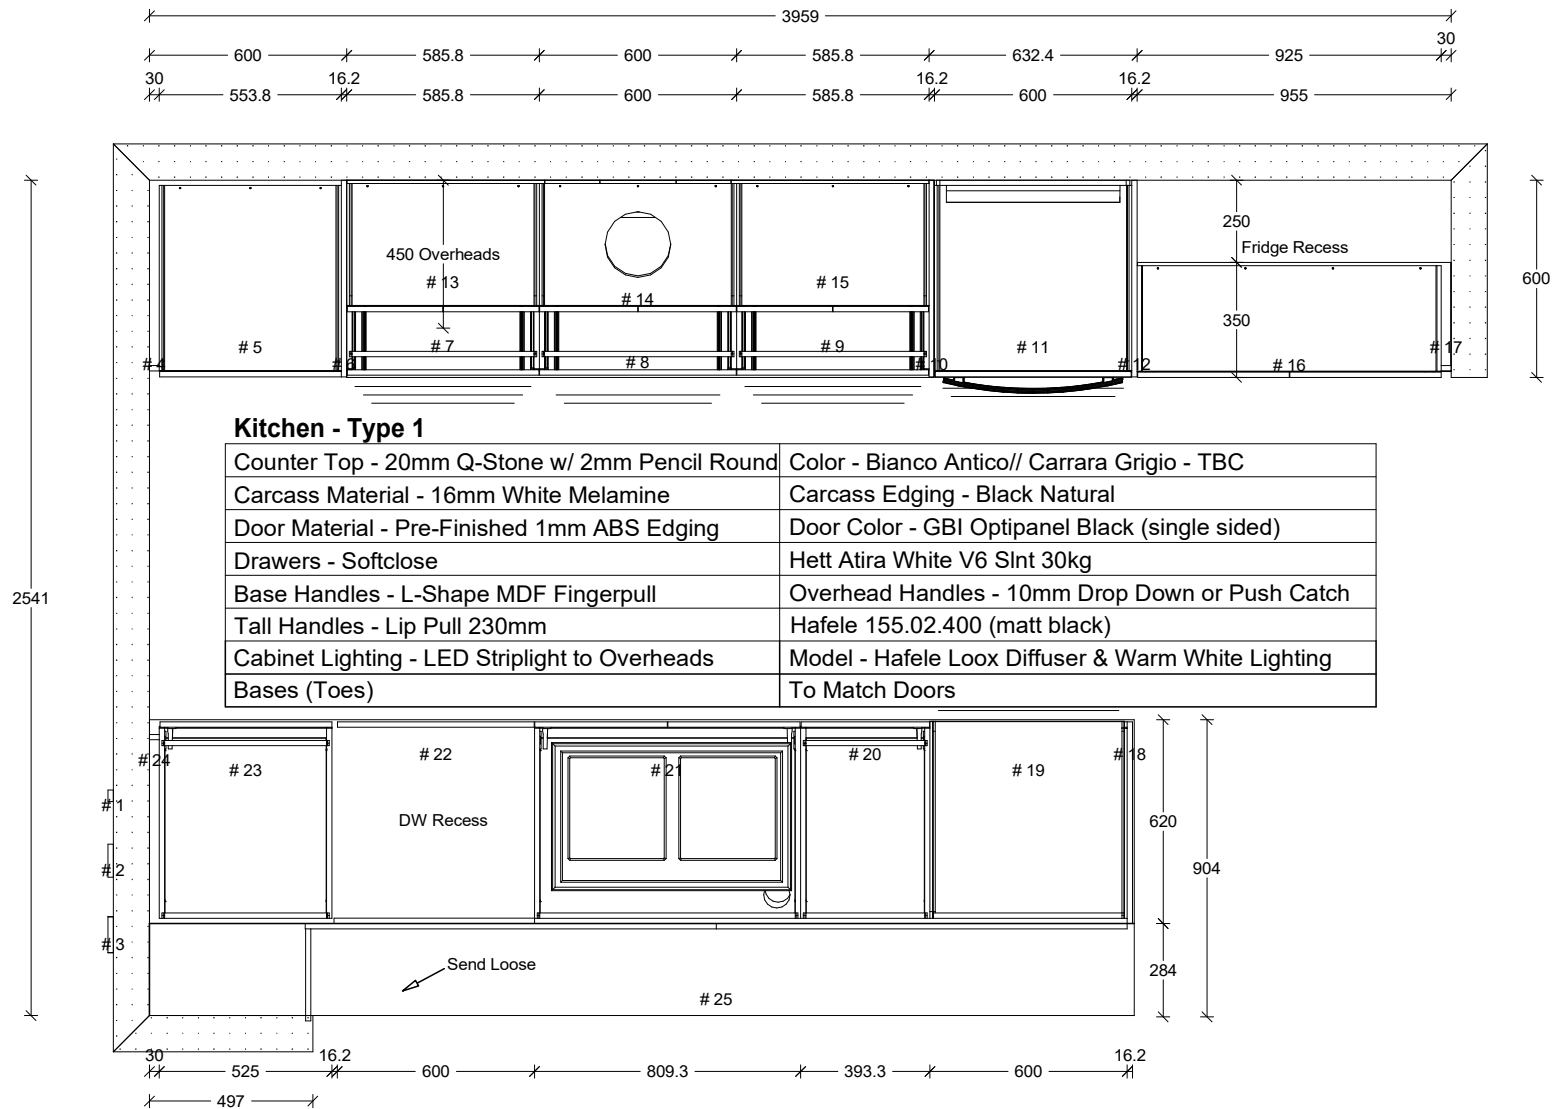 3959
30
600 585.8 600 585.8 632.4 925
30 16.2 16.2 16.2
553.8 585.8 600 585.8 600 955
250
Fridge Recess
450 Overheads
# 13
# 15
# 14
600
350
# 5
# 7
# 9
# 11
# 17
# 4
# 6
# 8
# 10
# 12
# 16
Kitchen - Type 1
Counter Top - 20mm Q-Stone w/ 2mm Pencil Round Color - Bianco Antico// Carrara Grigio - TBC
Carcass Material - 16mm White Melamine Carcass Edging - Black Natural
Door Material - Pre-Finished 1mm ABS Edging Door Color - GBI Optipanel Black (single sided)
Drawers - Softclose Hett Atira White V6 Slnt 30kg
Base Handles - L-Shape MDF Fingerpull Overhead Handles - 10mm Drop Down or Push Catch
Tall Handles - Lip Pull 230mm Hafele 155.02.400 (matt black)
Cabinet Lighting - LED Striplight to Overheads Model - Hafele Loox Diffuser & Warm White Lighting
Bases (Toes) To Match Doors
2541
# 24
# 23
# 22
# 21
# 20
# 19
# 18
# 1
DW Recess
620
# 2
904
# 3
Send Loose
284
# 25
30 16.2 16.2
525 600 809.3 393.3 600
497